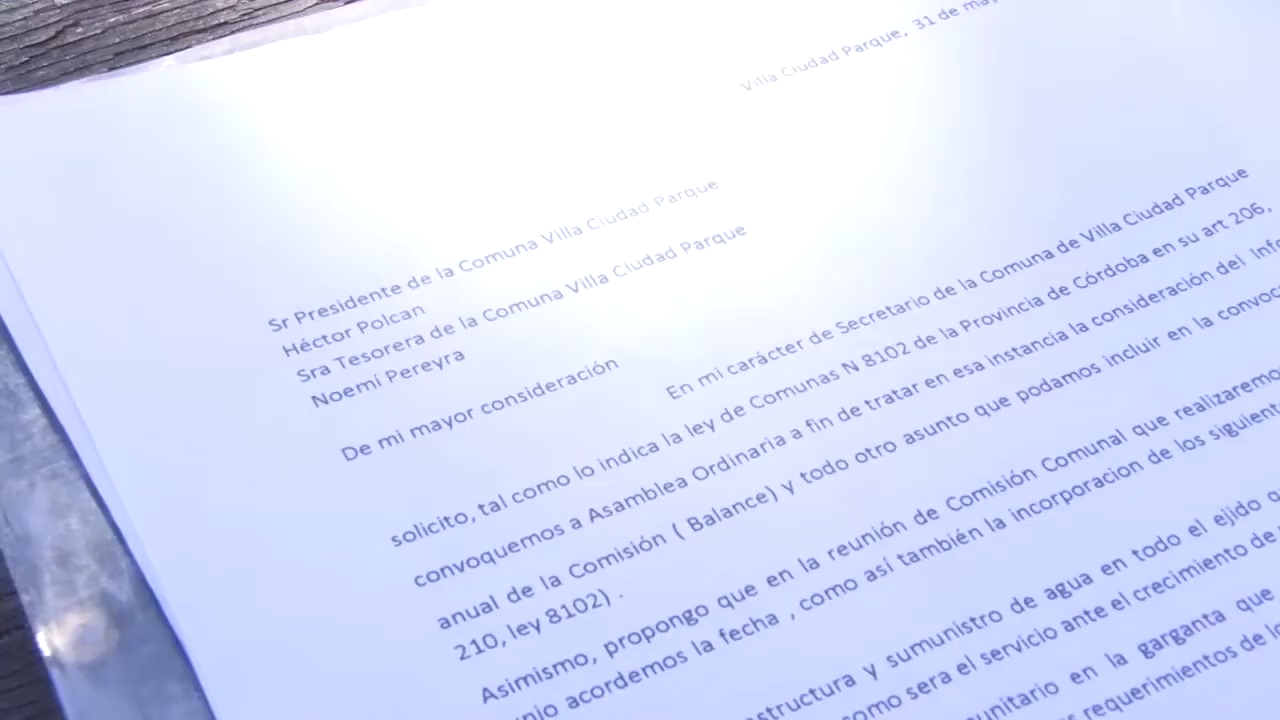 Villa Ciudad Parque, 31 de
Sr Presidente de la Comuna Villa Ciudad Parque
Héctor Polcan
Sra Tesorera de la Comuna Villa Ciudad Parque
Noemí Pereyra
De mi mayor consideración
En mi carácter de Secretario de la Comuna de Villa Ciudad Parque
solicito, tal como lo indica la ley de Comunas N 8102 de la Provincia de Córdoba en su art 206,
convoquemos a Asamblea Ordinaria a fin de tratar en esa instancia la consideración del
anual de la Comisión ( Balance) y todo otro asunto que podamos incluir en la
210, ley 8102) .
Asimismo, propongo que en la reunión de Comisión Comunal que
acordemos la fecha , como así también la incorporacion de los
y sumunistro de agua en todo el ejido
como sera el servicio ante el crecimiento de
en la garganta que
requerimientos de